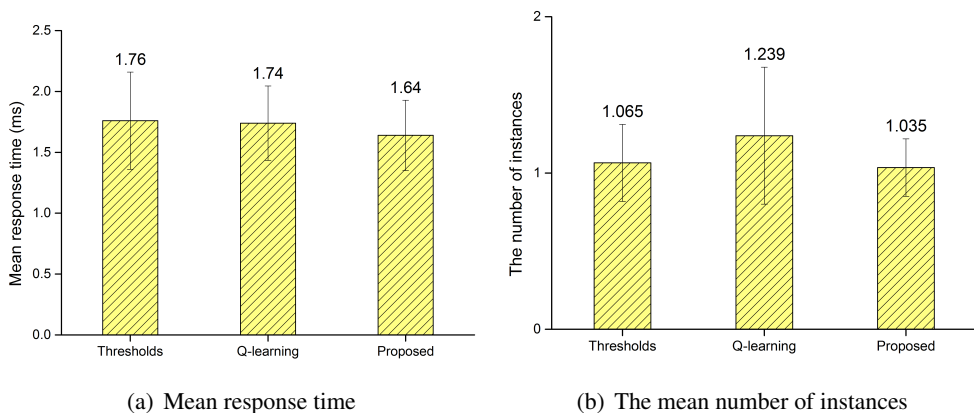 2.5
2.0
1.5
1.0
0.5
0.0
Mean response time (ms)
1.76
1.74
1.64
Thresholds Q-learning Proposed
(a) Mean response time
2
1
0
The number of instances
1.065
1.239
1.035
Thresholds Q-learning Proposed
(b) The mean number of instances